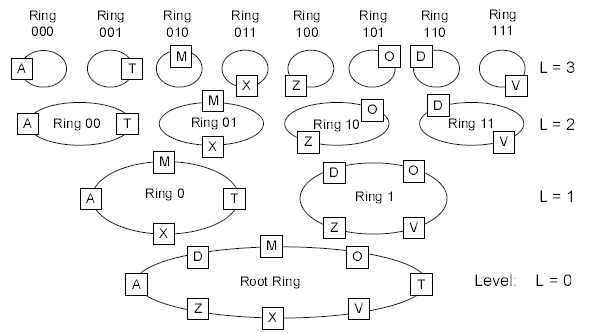 Ring Ring Ring Ring Ring Ring Ring Ring
000 001 010 011 100 101 110 111
A T M X Z O D V L = 3
A Ring 00 T M Ring 01 X Ring 10 O Z D Ring 11 V L = 2
M D O
A Ring 0 T Ring 1 L = 1
X Z V
D M O
A Root Ring T Level: L = 0
Z X V